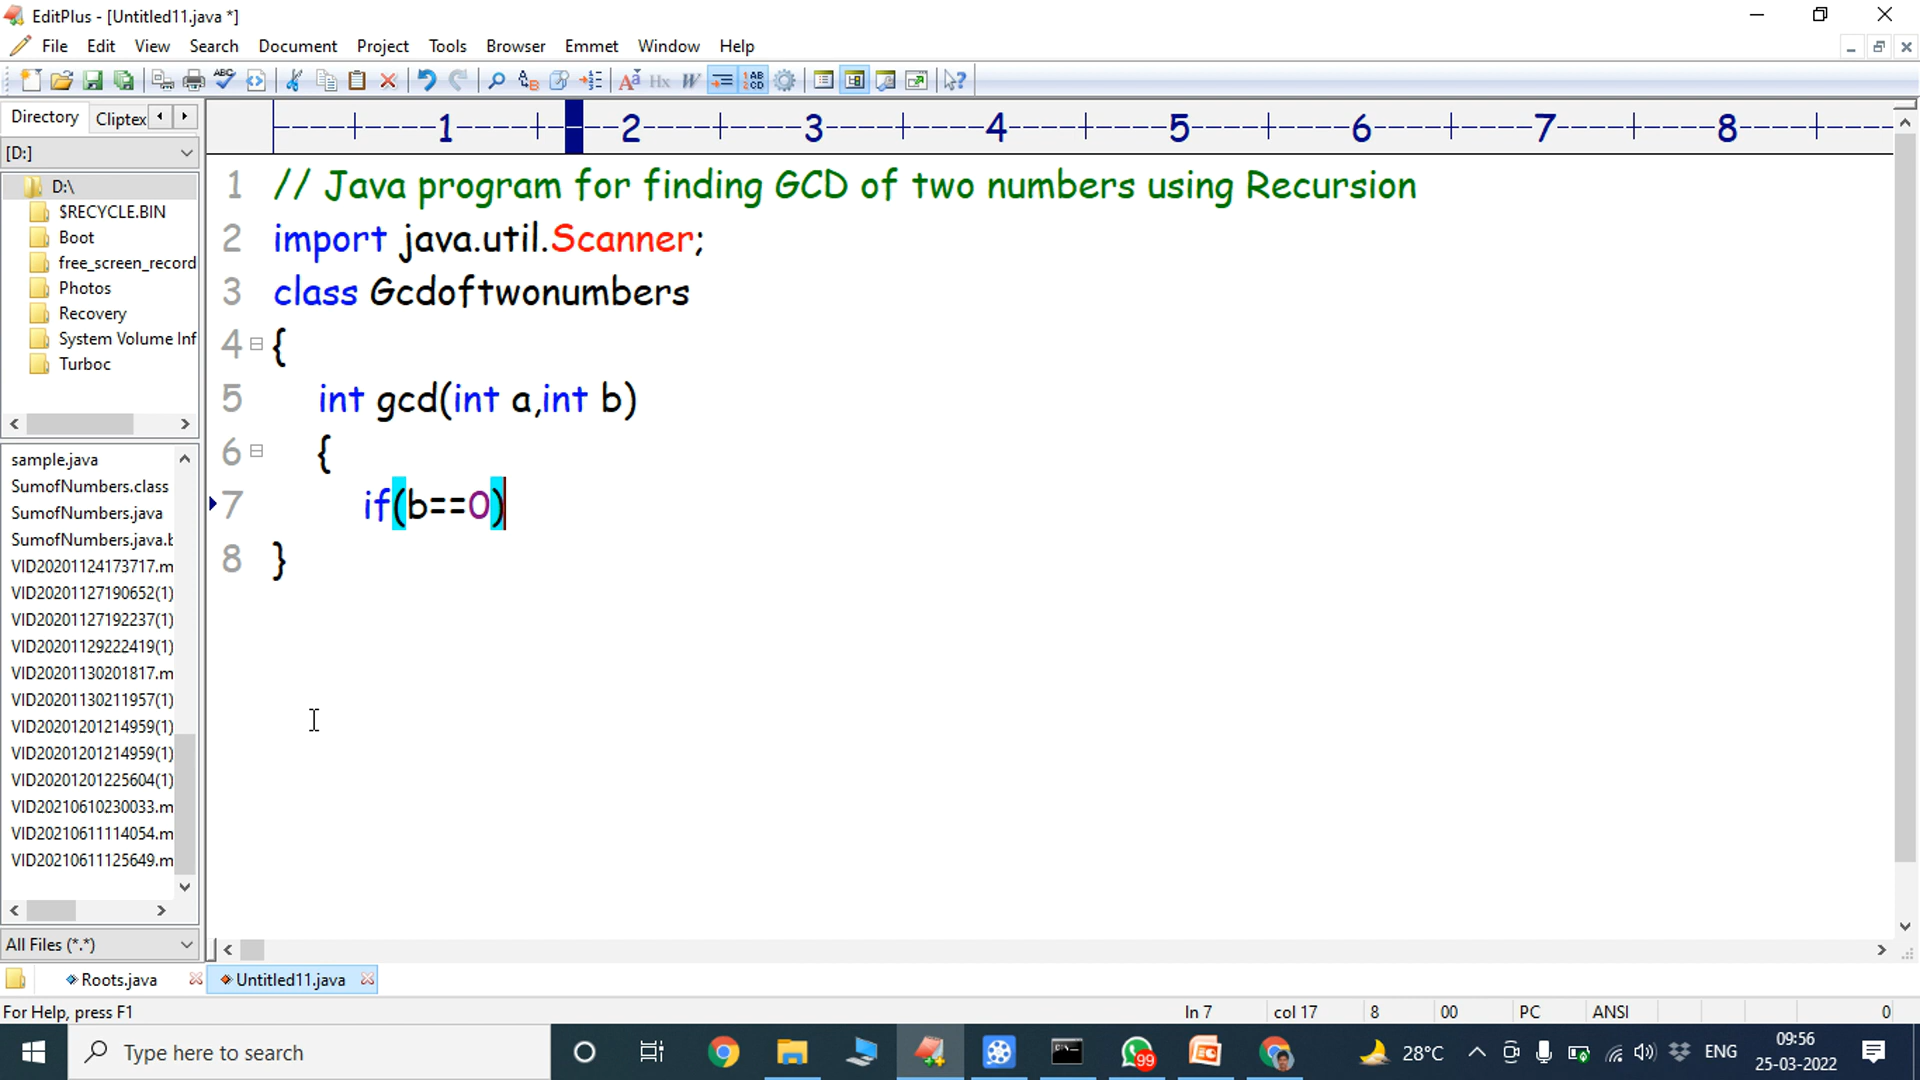 EditPlus - [Untitled11.java *]
File Edit View Search Document Project Tools Browser Emmet Window Help
Directory Cliptex
[D:]
D:\
$RECYCLE.BIN
Boot
free_screen_record
Photos
Recovery
System Volume Inf
Turboc
sample.java
SumofNumbers.class
SumofNumbers.java
SumofNumbers.java.b
VID20201124173717.m
VID20201127190652(1)
VID20201127192237(1)
VID20201129222419(1)
VID20201130201817.m
VID20201130211957(1)
VID20201201214959(1)
VID20201201214959(1)
VID20201201225604(1)
VID20210610230033.m
VID20210611114054.m
VID20210611125649.m
All Files (*.*)
1 2 3 4 5 6 7 8
1 // Java program for finding GCD of two numbers using Recursion
2 import java.util.Scanner;
3 class Gcdoftwonumbers
4 {
5 int gcd(int a,int b)
6 {
7 if(b==0)
8 }
Roots.java Untitled11.java
For Help, press F1 ln 7 col 17 8 00 PC ANSI 0
Type here to search
99
28°C ENG
09:56
25-03-2022